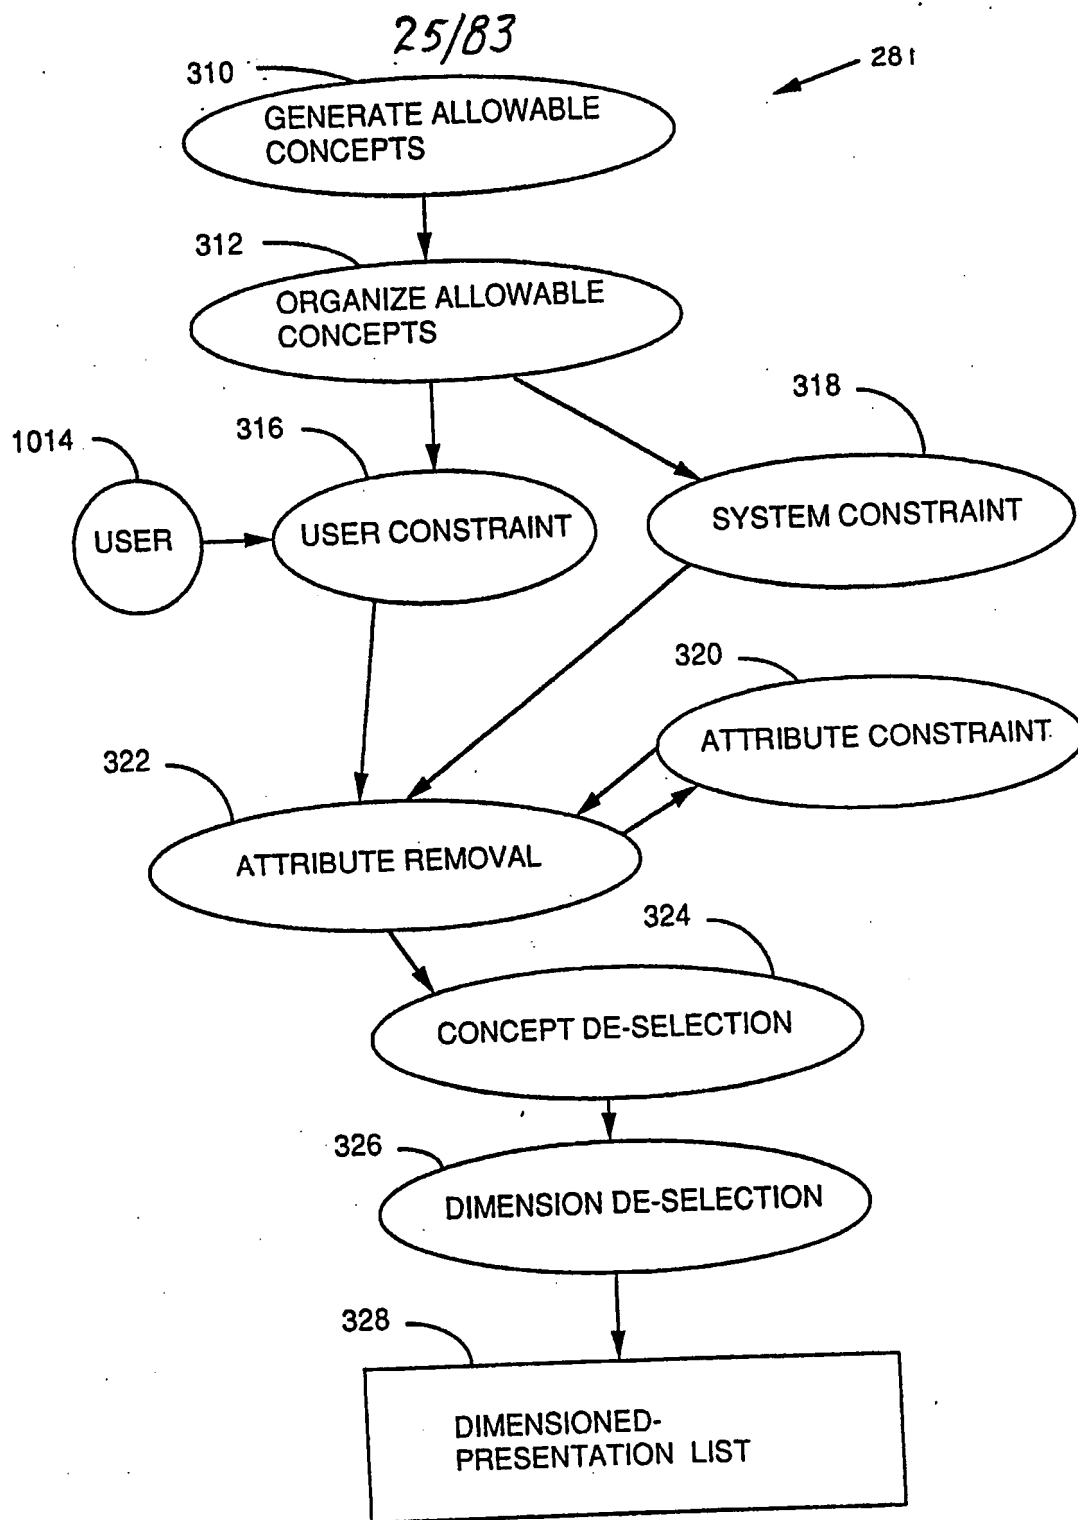 25/83
310
281
GENERATE ALLOWABLE
CONCEPTS
312
ORGANIZE ALLOWABLE
CONCEPTS
318
1014
316
USER
USER CONSTRAINT
SYSTEM CONSTRAINT
320
ATTRIBUTE CONSTRAINT
322
ATTRIBUTE REMOVAL
324
CONCEPT DE-SELECTION
326
DIMENSION DE-SELECTION
328
DIMENSIONED-
PRESENTATION LIST